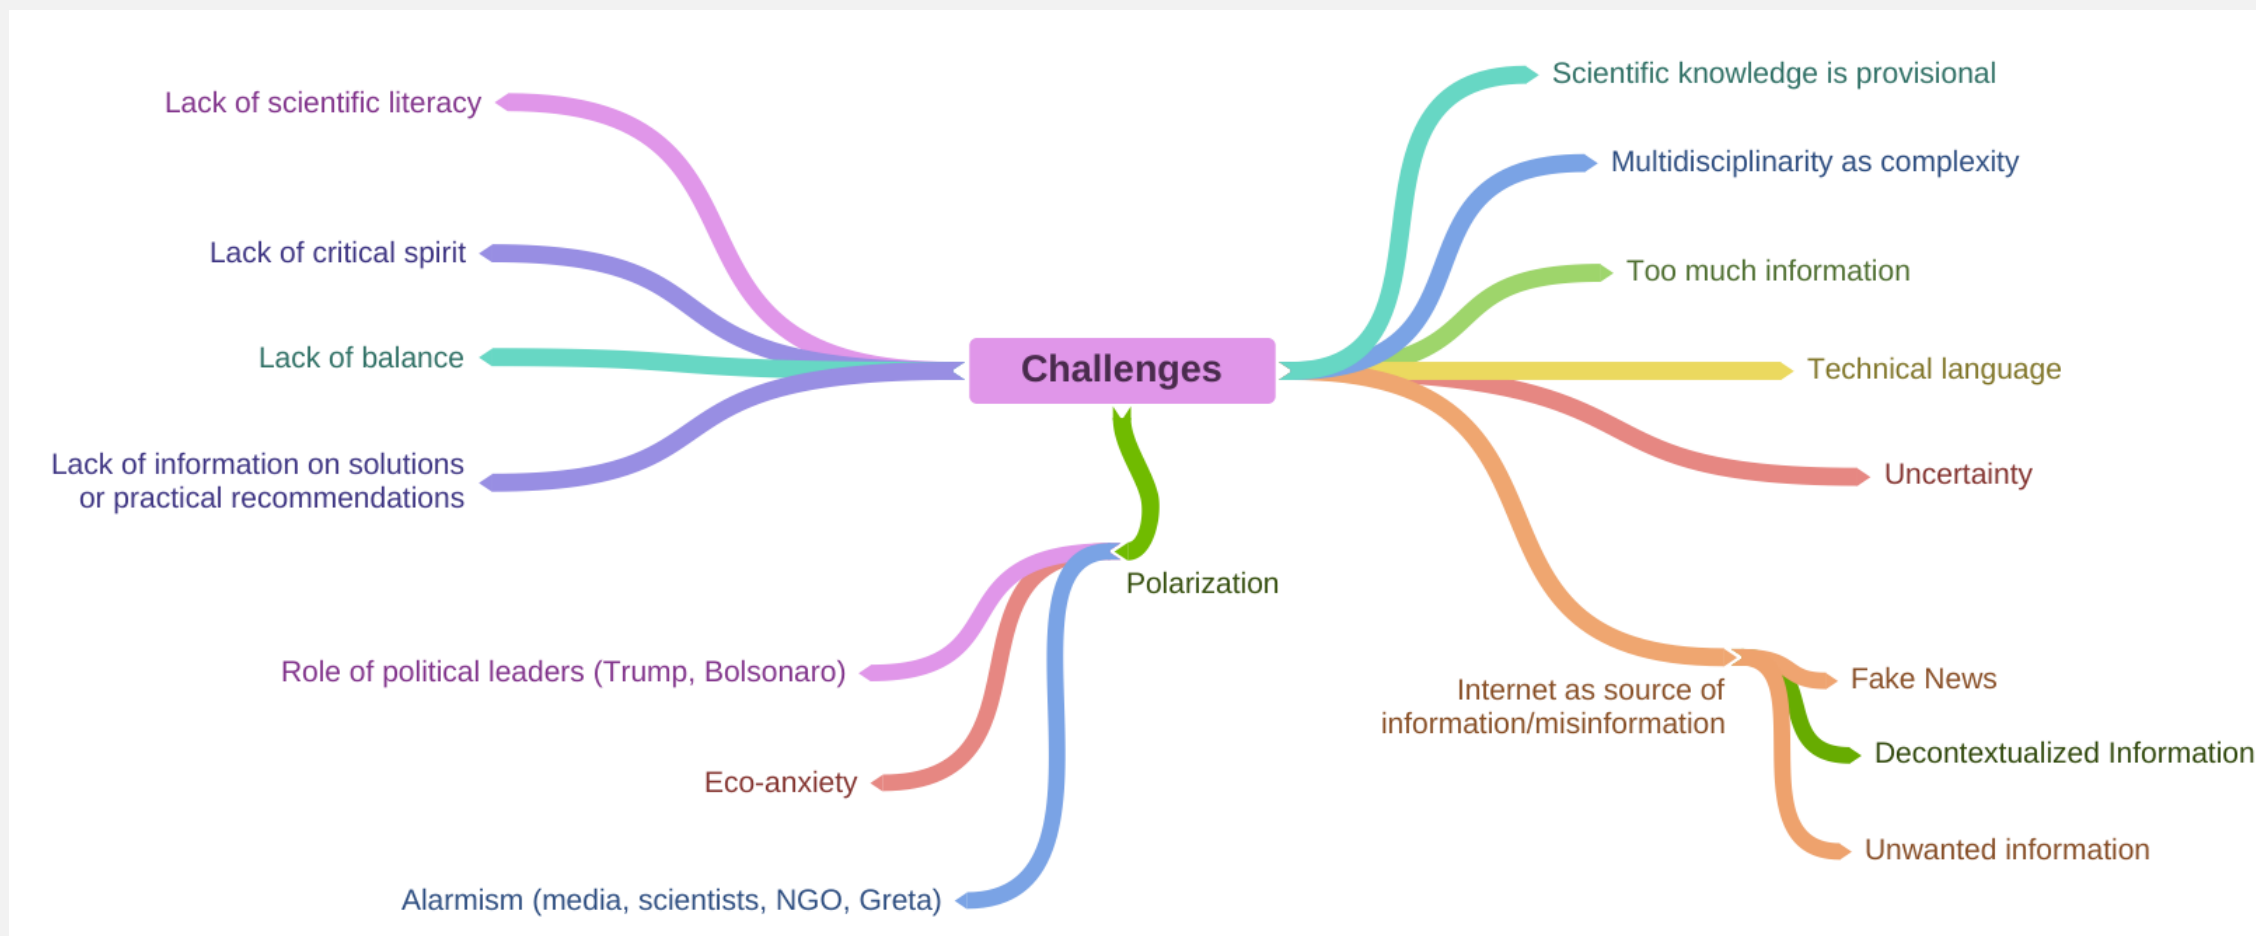 Challenges
Lack of scientific literacy
Lack of critical spirit
Lack of balance
Lack of information on solutions
or practical recommendations
Polarization
Role of political leaders (Trump, Bolsonaro)
Eco-anxiety
Alarmism (media, scientists, NGO, Greta)
Scientific knowledge is provisional
Multidisciplinarity as complexity
Too much information
Technical language
Uncertainty
Internet as source of
information/misinformation
Fake News
Decontextualized Information
Unwanted information